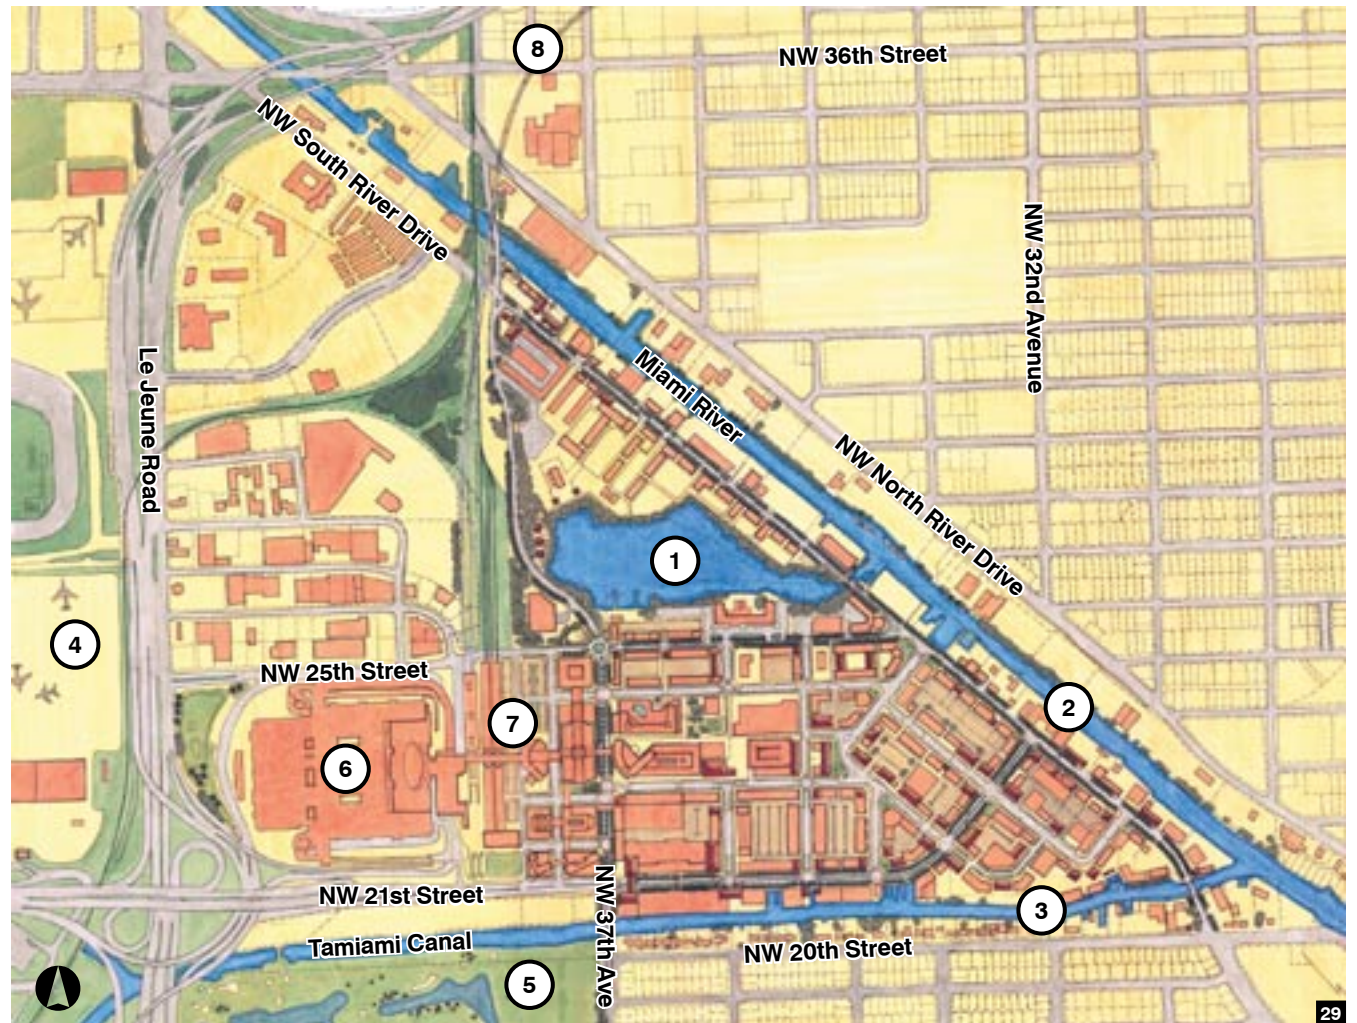 8
NW 36th Street
NW South River Drive
NW 32nd Avenue
Le Jeune Road
Miami River
NW North River Drive
1
4
NW 25th Street
2
7
6
NW 21st Street
NW 37th Ave
3
Tamiami Canal
NW 20th Street
5
29